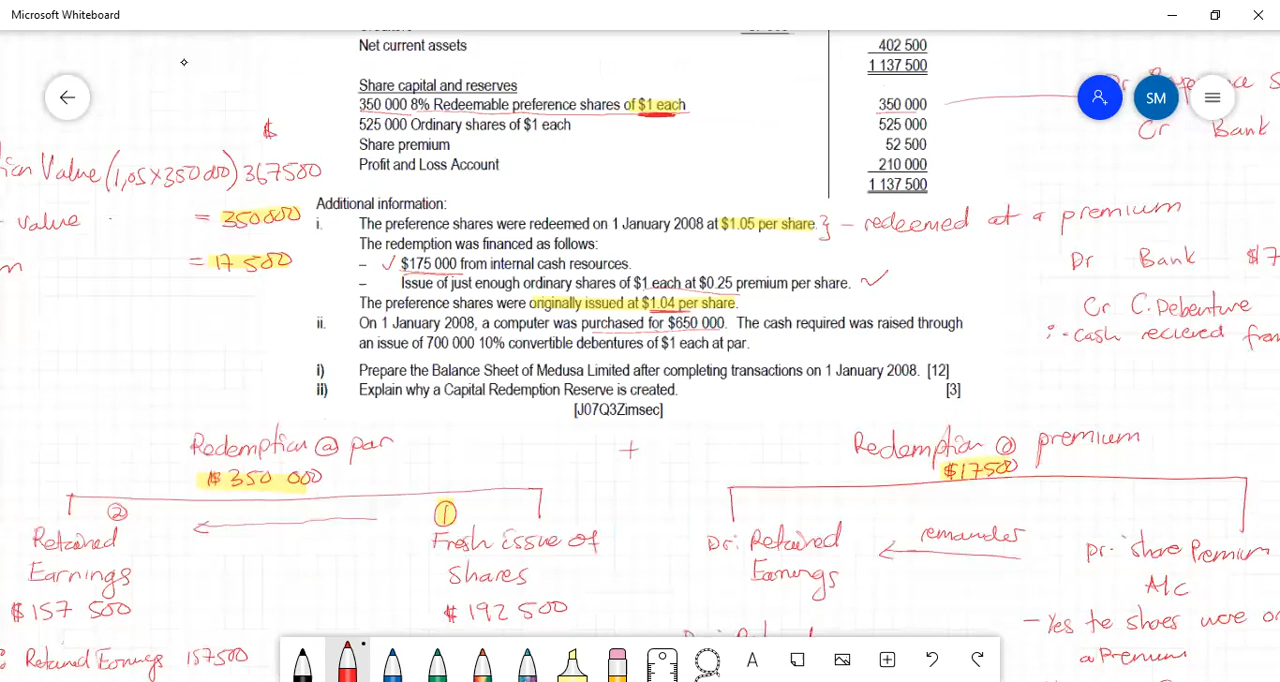 Microsoft Whiteboard
Net current assets
402 500
1 137 500
Share capital and reserves
350 000 8% Redeemable preference shares of $1 each
350 000
525 000 Ordinary shares of $1 each
525 000
Share premium
52 500
Profit and Loss Account
210 000
1 137 500
SM
Cr Bank
$
Value (1,05 x 350 000) 367500
value = 350000
= 17 500
Additional information:
i. The preference shares were redeemed on 1 January 2008 at $1.05 per share. } - redeemed at a premium
The redemption was financed as follows:
– $175 000 from internal cash resources.
– Issue of just enough ordinary shares of $1 each at $0.25 premium per share.
The preference shares were originally issued at $1.04 per share.
ii. On 1 January 2008, a computer was purchased for $650 000. The cash required was raised through
an issue of 700 000 10% convertible debentures of $1 each at par.
Dr Bank $7
Cr C. Debenture
:- Cash recieved from
i) Prepare the Balance Sheet of Medusa Limited after completing transactions on 1 January 2008. [12]
ii) Explain why a Capital Redemption Reserve is created. [3]
[J07Q3Zimsec]
Redemption @ par
$ 350 000
+
Redemption @ premium
$17500
②
Retained
Earnings
$ 157 500
Retained Earnings 157500
①
Fresh issue of
shares
$ 192 500
Dr: Retained
Earnings
remainder
Dr- Share Premium
A/c
- Yes the shares were
a Premium
A